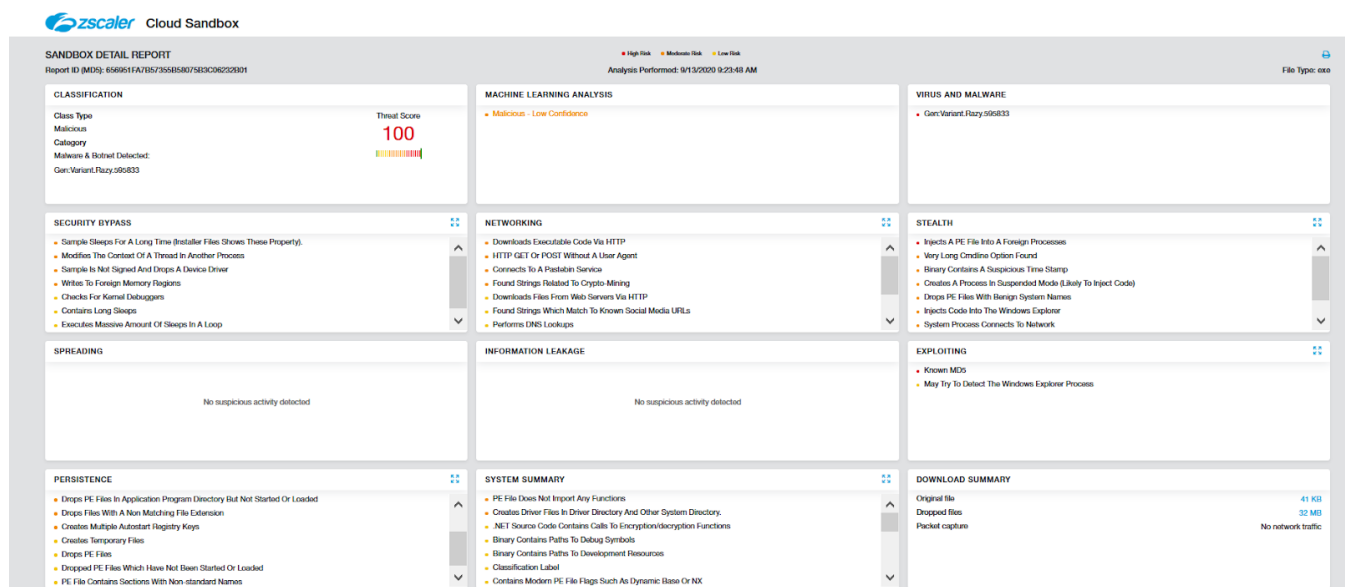 zscaler Cloud Sandbox
SANDBOX DETAIL REPORT
Report ID (MD5): 656951FA7B57355B58075B3C06232B01
High Risk Moderate Risk Low Risk
Analysis Performed: 9/13/2020 9:23:48 AM
File Type: exe
CLASSIFICATION
Class Type
Malicious
Category
Malware & Botnet Detected:
Gen:Variant.Razy.595833
Threat Score
100
MACHINE LEARNING ANALYSIS
Malicious - Low Confidence
VIRUS AND MALWARE
Gen:Variant.Razy.595833
SECURITY BYPASS
Sample Sleeps For A Long Time (Installer Files Shows These Property).
Modifies The Context Of A Thread In Another Process
Sample Is Not Signed And Drops A Device Driver
Writes To Foreign Memory Regions
Checks For Kernel Debuggers
Contains Long Sleeps
Executes Massive Amount Of Sleeps In A Loop
NETWORKING
Downloads Executable Code Via HTTP
HTTP GET Or POST Without A User Agent
Connects To A Pastebin Service
Found Strings Related To Crypto-Mining
Downloads Files From Web Servers Via HTTP
Found Strings Which Match To Known Social Media URLs
Performs DNS Lookups
STEALTH
Injects A PE File Into A Foreign Processes
Very Long Cmdline Option Found
Binary Contains A Suspicious Time Stamp
Creates A Process In Suspended Mode (Likely To Inject Code)
Drops PE Files With Benign System Names
Injects Code Into The Windows Explorer
System Process Connects To Network
SPREADING
No suspicious activity detected
INFORMATION LEAKAGE
No suspicious activity detected
EXPLOITING
Known MD5
May Try To Detect The Windows Explorer Process
PERSISTENCE
Drops PE Files In Application Program Directory But Not Started Or Loaded
Drops Files With A Non Matching File Extension
Creates Multiple Autostart Registry Keys
Creates Temporary Files
Drops PE Files
Dropped PE Files Which Have Not Been Started Or Loaded
PE File Contains Sections With Non-standard Names
SYSTEM SUMMARY
PE File Does Not Import Any Functions
Creates Driver Files In Driver Directory And Other System Directory.
.NET Source Code Contains Calls To Encryption/decryption Functions
Binary Contains Paths To Debug Symbols
Binary Contains Paths To Development Resources
Classification Label
Contains Modern PE File Flags Such As Dynamic Base Or NX
DOWNLOAD SUMMARY
Original file 41 KB
Dropped files 32 MB
Packet capture No network traffic